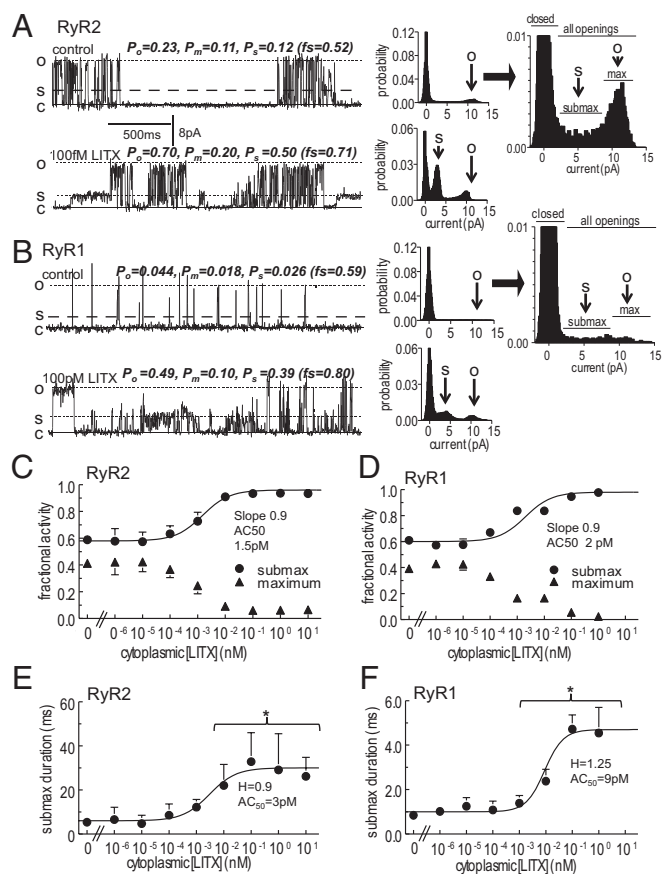 A RyR2
control
Po=0.23, Pm=0.11, Ps=0.12 (fs=0.52)
O
S
C
500ms
8pA
100fM LITX
Po=0.70, Pm=0.20, Ps=0.50 (fs=0.71)
O
S
C
probability
0.12
0.08
0.04
0.00
O
0 5 10 15
0.06
0.03
0.00
S
O
0 5 10 15
current (pA)
closed
all openings
0.01
0.00
S
submax
O
max
0 5 10 15
current(pA)
B RyR1
control
Po=0.044, Pm=0.018, Ps=0.026 (fs=0.59)
O
S
C
100pM LITX
Po=0.49, Pm=0.10, Ps=0.39 (fs=0.80)
O
S
C
probability
0.12
0.08
0.04
0.00
O
0 5 10 15
0.06
0.03
0.00
S
O
0 5 10 15
current (pA)
closed
all openings
0.01
0.00
S
submax
O
max
0 5 10 15
current (pA)
C RyR2
fractional activity
1.0
0.8
0.6
0.4
0.2
0.0
Slope 0.9
AC50
1.5pM
submax
maximum
0 10-6 10-5 10-4 10-3 10-2 10-1 100 101
cytoplasmic[LITX] (nM)
D RyR1
fractional activity
1.0
0.8
0.6
0.4
0.2
0.0
Slope 0.9
AC50 2 pM
submax
maximum
0 10-6 10-5 10-4 10-3 10-2 10-1 100 101
cytoplasmic[LITX] (nM)
E RyR2
submax duration (ms)
60
40
20
0
*
H=0.9
AC50=3pM
0 10-6 10-5 10-4 10-3 10-2 10-1 100 101
cytoplasmic [LITX] (nM)
F RyR1
submax duration (ms)
6.0
4.0
2.0
0
*
H=1.25
AC50=9pM
0 10-6 10-5 10-4 10-3 10-2 10-1 100 101
cytoplasmic [LITX] (nM)